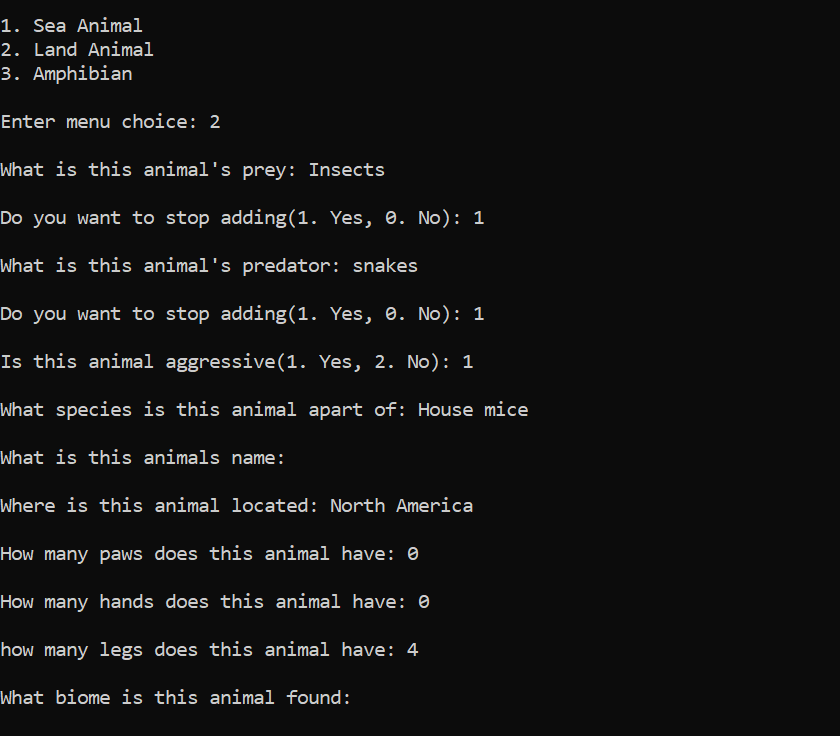 1. Sea Animal
2. Land Animal
3. Amphibian
Enter menu choice: 2
What is this animal's prey: Insects
Do you want to stop adding(1. Yes, 0. No): 1
What is this animal's predator: snakes
Do you want to stop adding(1. Yes, 0. No): 1
Is this animal aggressive(1. Yes, 2. No): 1
What species is this animal apart of: House mice
What is this animals name:
Where is this animal located: North America
How many paws does this animal have: 0
How many hands does this animal have: 0
how many legs does this animal have: 4
What biome is this animal found: